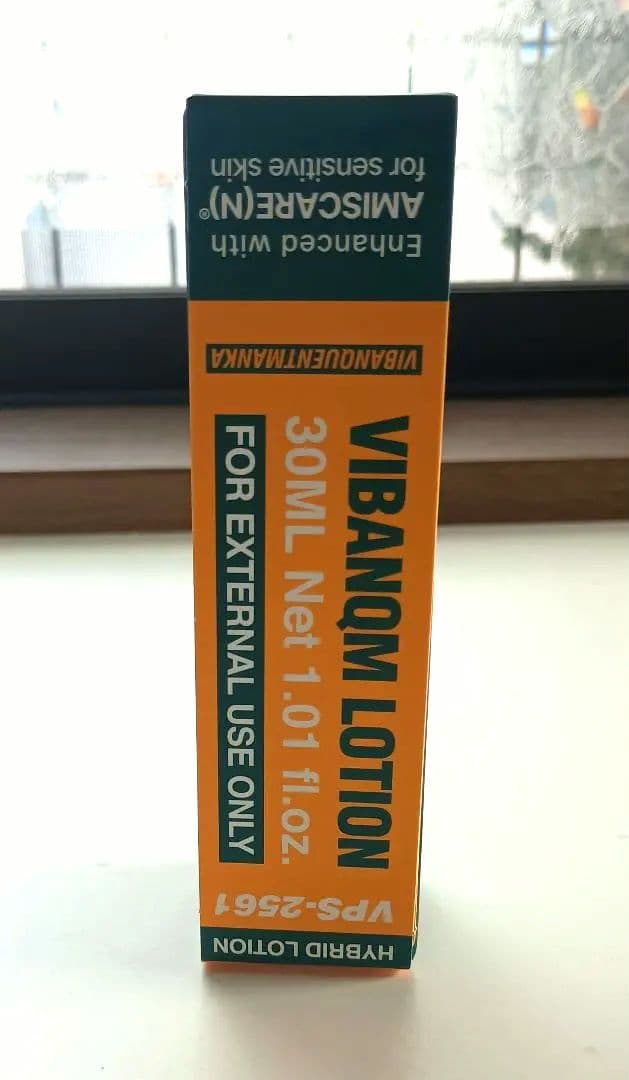 HYBRID LOTION
VPS-2561
VIBANQM LOTION
30ML Net 1.01 fl.oz.
FOR EXTERNAL USE ONLY
VIBANQUENTMANKA
Enhanced with
AMISCARE(N)®
for sensitive skin